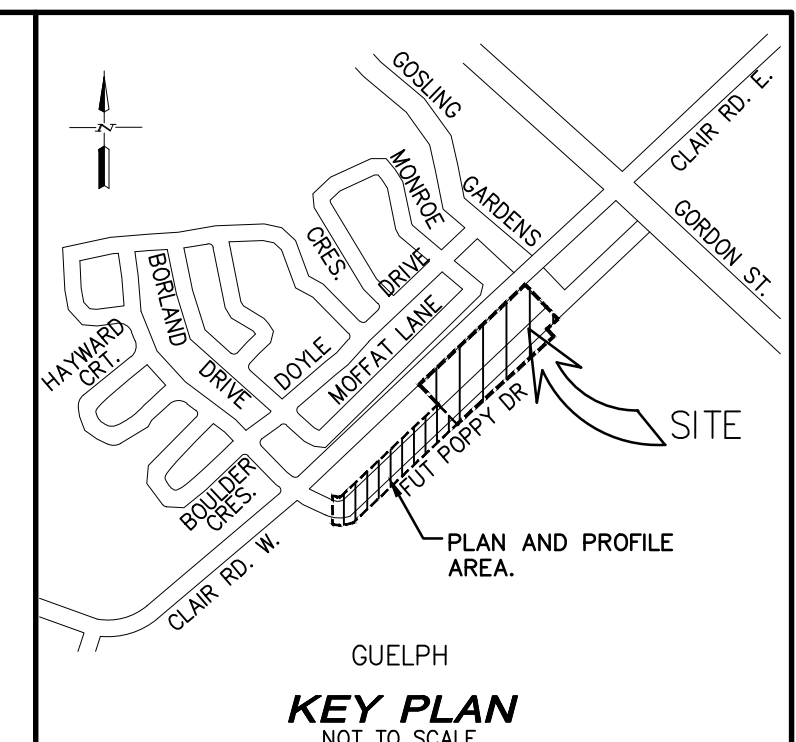 GOSLING
GARDENS
CLAIR RD. E.
GORDON ST.
MONROE
CRES.
N
BORLAND
DRIVE
DRIVE
DOYLE
MOFFAT LANE
HAYWARD
CRT.
SITE
FUT POPPY DR
BOULDER
CRES.
PLAN AND PROFILE
AREA.
CLAIR RD. W.
GUELPH
KEY PLAN
NOT TO SCALE